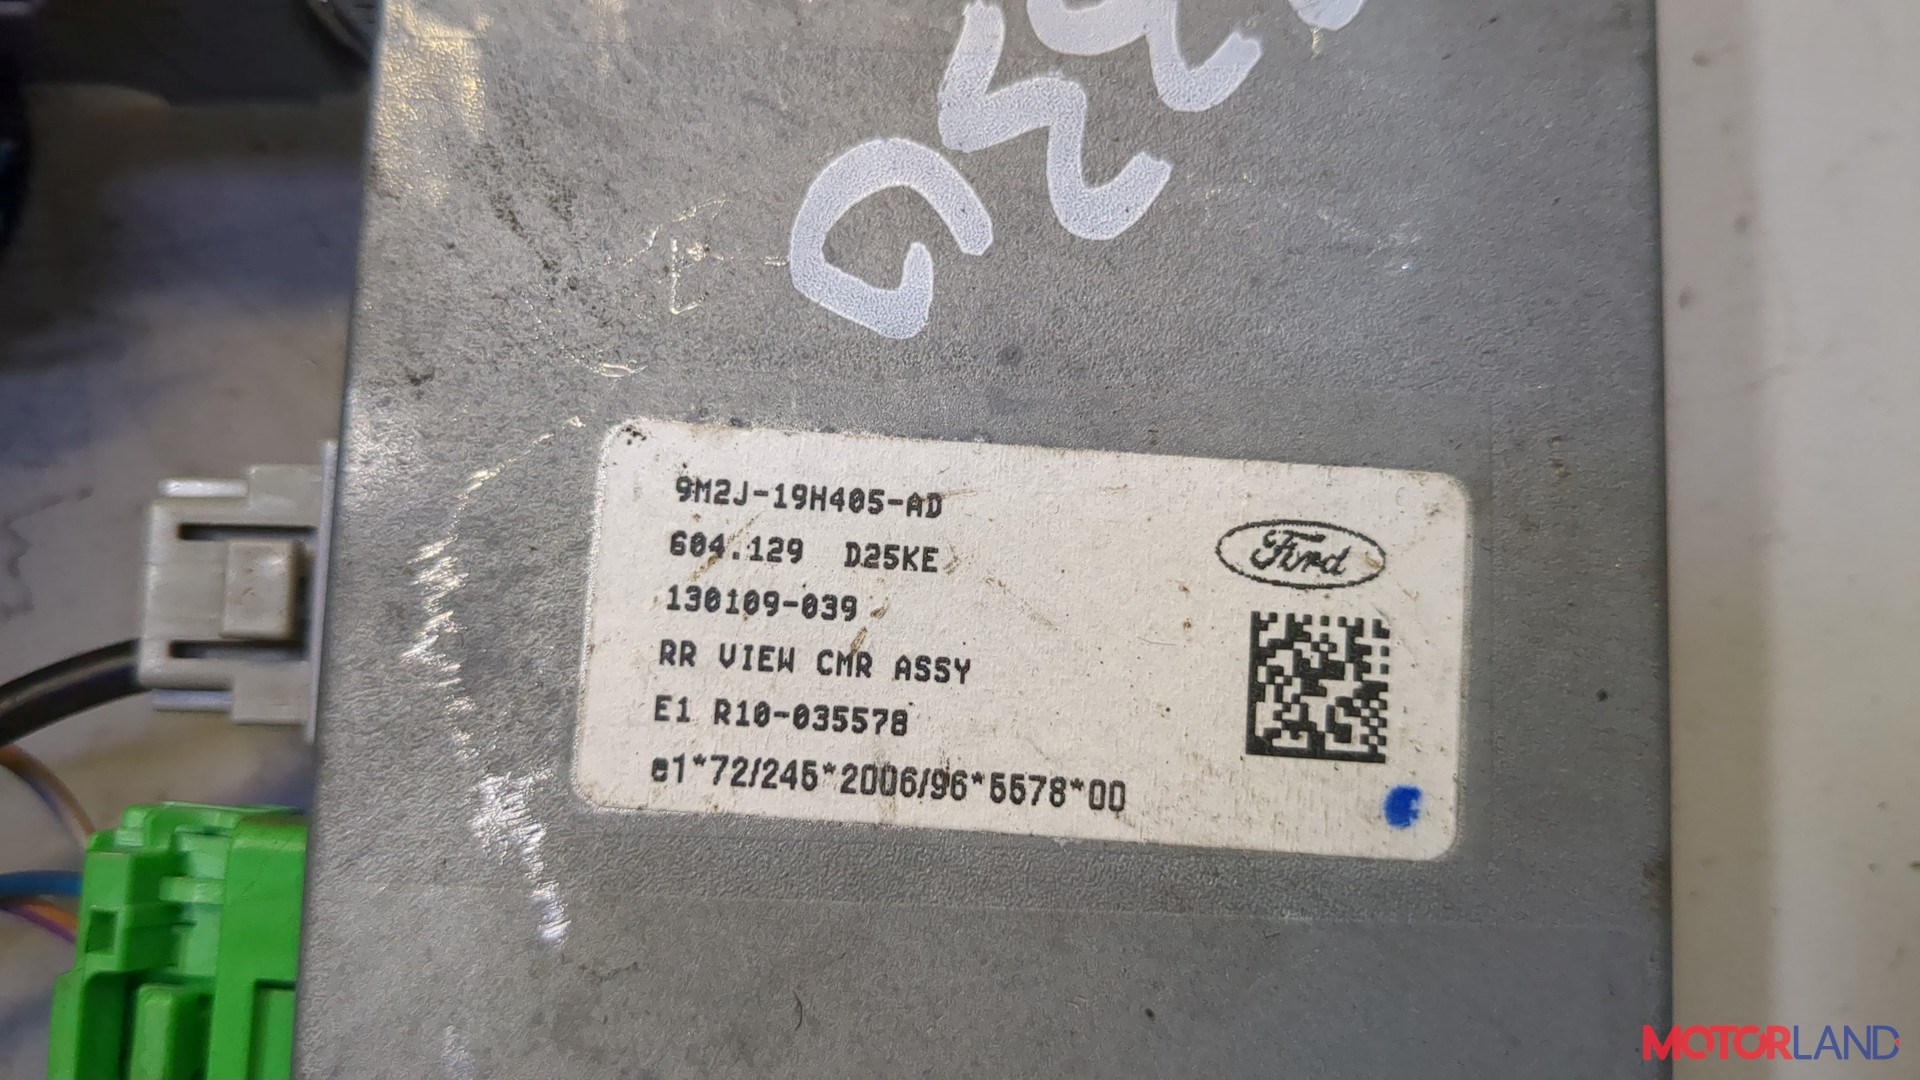 9M2J-19H405-AD
604.129 D25KE
130109-039
RR VIEW CMR ASSY
E1 R10-035578
e1*72/245*2006/96*5578*00
Ford
MOTORLAND